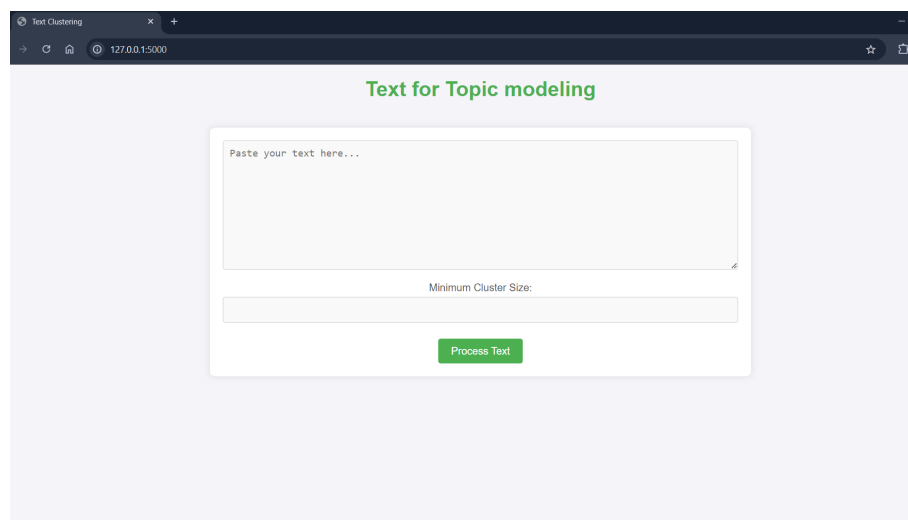 Text Clustering
127.0.0.1:5000
Text for Topic modeling
Paste your text here...
Minimum Cluster Size:
Process Text